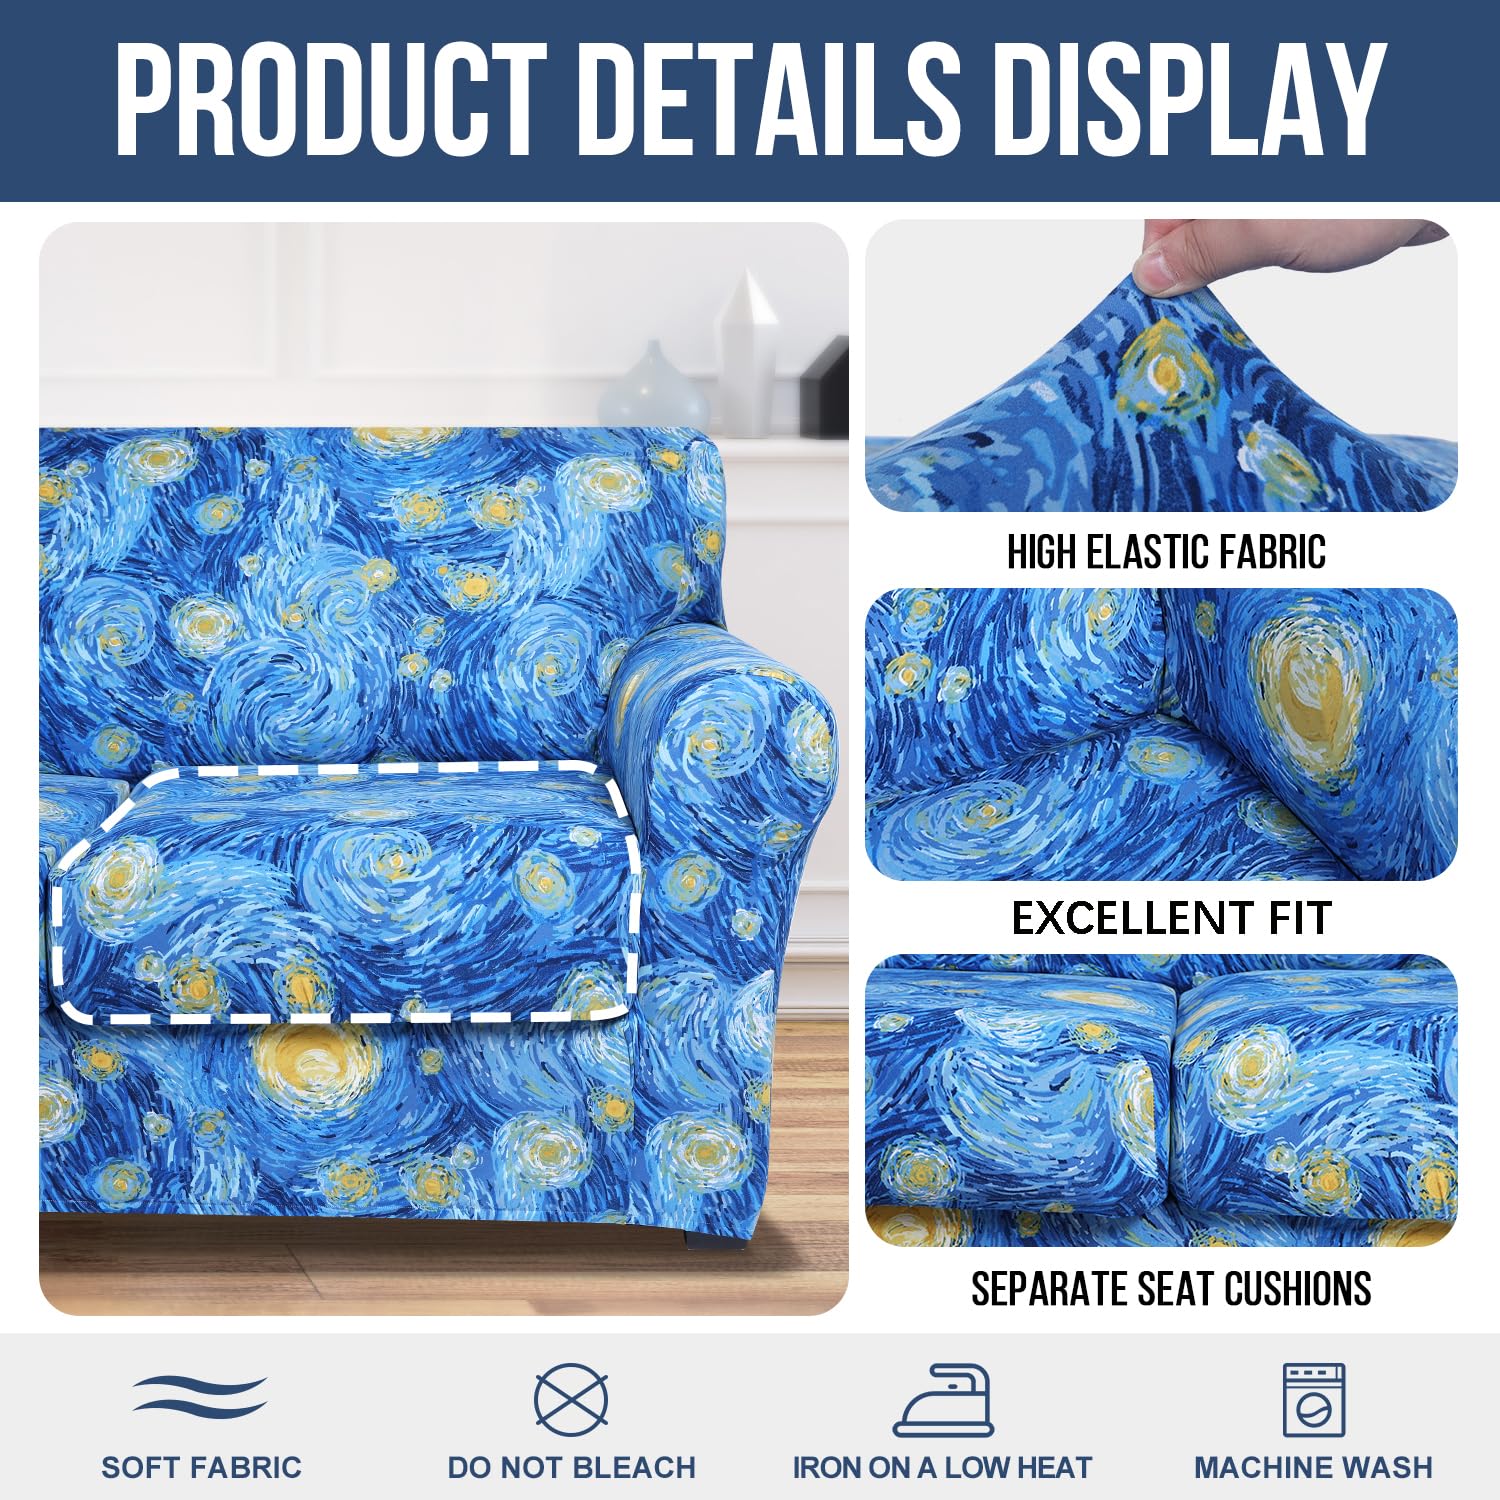 PRODUCT DETAILS DISPLAY
HIGH ELASTIC FABRIC
EXCELLENT FIT
SEPARATE SEAT CUSHIONS
SOFT FABRIC
DO NOT BLEACH
IRON ON A LOW HEAT
MACHINE WASH